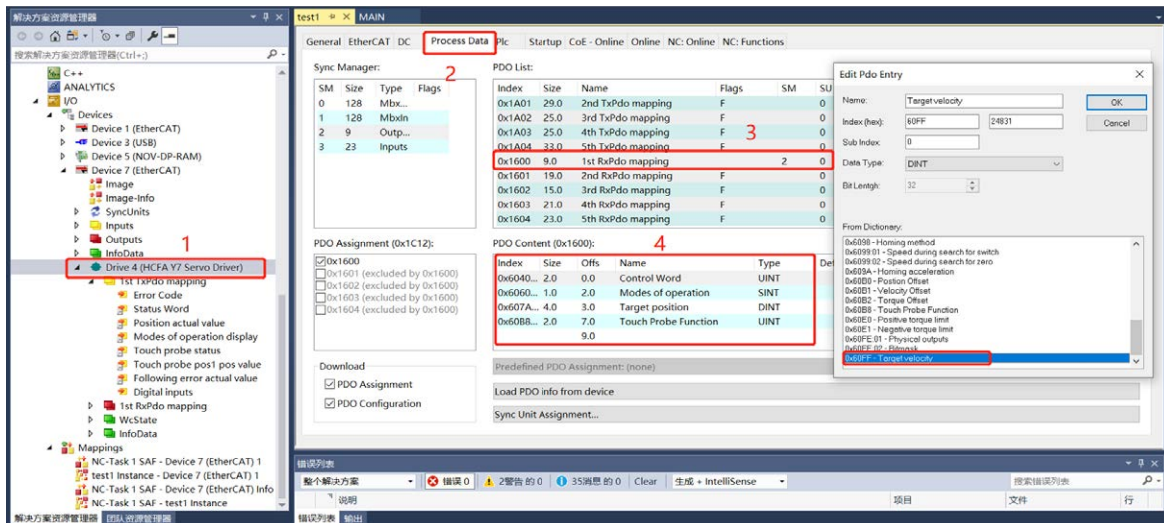 解决方案资源管理器
搜索解决方案资源管理器(Ctrl+;)
C++
ANALYTICS
I/O
Devices
Device 1 (EtherCAT)
Device 3 (USB)
Device 5 (NOV-DP-RAM)
Device 7 (EtherCAT)
Image
Image-Info
SyncUnits
Inputs
Outputs
InfoData
1
Drive 4 (HCFA Y7 Servo Driver)
1st TxPdo mapping
Error Code
Status Word
Position actual value
Modes of operation display
Touch probe status
Touch probe pos1 pos value
Following error actual value
Digital inputs
1st RxPdo mapping
WcState
InfoData
Mappings
NC-Task 1 SAF - Device 7 (EtherCAT) 1
test1 Instance - Device 7 (EtherCAT) 1
NC-Task 1 SAF - Device 7 (EtherCAT) Info
NC-Task 1 SAF - test1 Instance
解决方案资源管理器 团队资源管理器
test1 MAIN
General EtherCAT DC Process Data Plc Startup CoE - Online Online NC: Online NC: Functions
2
Sync Manager:
SM Size Type Flags
0 128 Mbx...
1 128 MbxIn
2 9 Outp...
3 23 Inputs
PDO List:
Index Size Name Flags SM SU
0x1A01 29.0 2nd TxPdo mapping F 0
0x1A02 25.0 3rd TxPdo mapping F 0
0x1A03 25.0 4th TxPdo mapping F 0
3
0x1A04 33.0 5th TxPdo mapping F 0
0x1600 9.0 1st RxPdo mapping 2 0
0x1601 19.0 2nd RxPdo mapping F 0
0x1602 15.0 3rd RxPdo mapping F 0
0x1603 21.0 4th RxPdo mapping F 0
0x1604 23.0 5th RxPdo mapping F 0
PDO Assignment (0x1C12):
0x1600
0x1601 (excluded by 0x1600)
0x1602 (excluded by 0x1600)
0x1603 (excluded by 0x1600)
0x1604 (excluded by 0x1600)
4
PDO Content (0x1600):
Index Size Offs Name Type
0x6040... 2.0 0.0 Control Word UINT
0x6060... 1.0 2.0 Modes of operation SINT
0x607A... 4.0 3.0 Target position DINT
0x60B8... 2.0 7.0 Touch Probe Function UINT
9.0
Download
PDO Assignment
PDO Configuration
Predefined PDO Assignment: (none)
Load PDO info from device
Sync Unit Assignment...
Edit Pdo Entry
Name: Target velocity OK
Index (hex): 60FF 24831 Cancel
Sub Index: 0
Data Type: DINT
Bit Lentgh: 32
From Dictionary:
0x6098 - Homing method
0x6099:01 - Speed during search for switch
0x6099:02 - Speed during search for zero
0x609A - Homing acceleration
0x60B0 - Postion Offset
0x60B1 - Velocity Offset
0x60B2 - Torque Offset
0x60B8 - Touch Probe Function
0x60E0 - Positive torque limit
0x60E1 - Negative torque limit
0x60FE:01 - Physical outputs
0x60FE:02 - Bitmask
0x60FF - Target velocity
错误列表
整个解决方案 错误 0 2警告 的 0 35消息 的 0 Clear 生成 + IntelliSense 搜索错误列表
说明 项目 文件 行
错误列表 输出